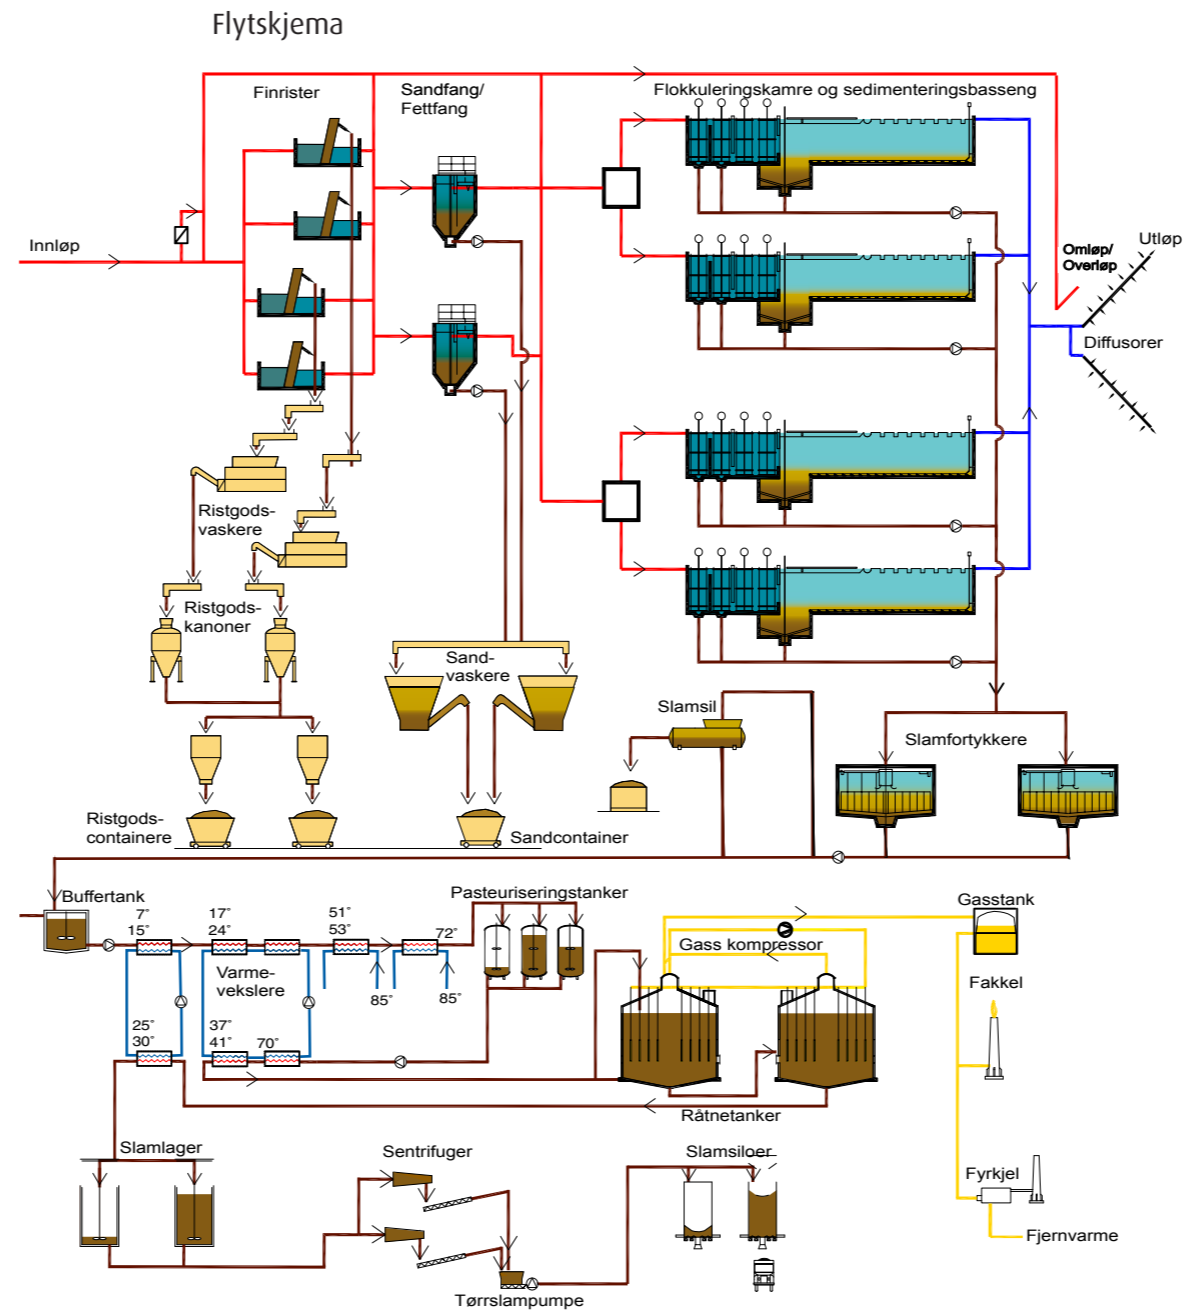 Flytskjema
Finrister
Sandfang/
Fettfang
Flokkuleringskamre og sedimenteringsbasseng
Innløp
Omløp/
Overløp
Utløp
Diffusorer
Ristgods-
vaskere
Ristgods-
kanoner
Sand-
vaskere
Slamsil
Slamfortykkere
Ristgods-
containere
Sandcontainer
Buffertank
7°
15°
17°
24°
51°
53°
72°
Pasteuriseringstanker
Varme-
vekslere
85°
85°
25°
30°
37°
41°
70°
Gass kompressor
Gasstank
Fakkel
Råtnetanker
Slamlager
Sentrifuger
Slamsiloer
Fyrkjel
Fjernvarme
Tørrslampumpe